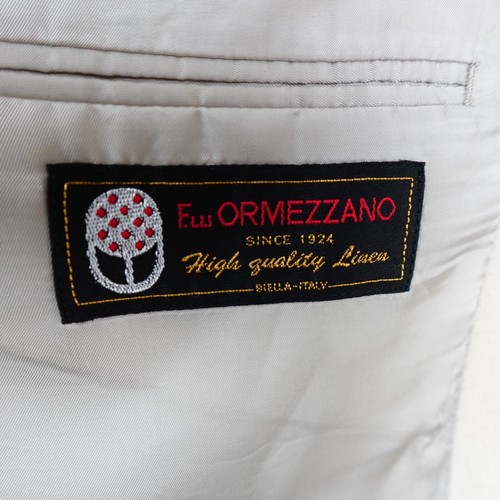 F.lli ORMEZZANO
SINCE 1924
High quality Linen
BIELLA-ITALY